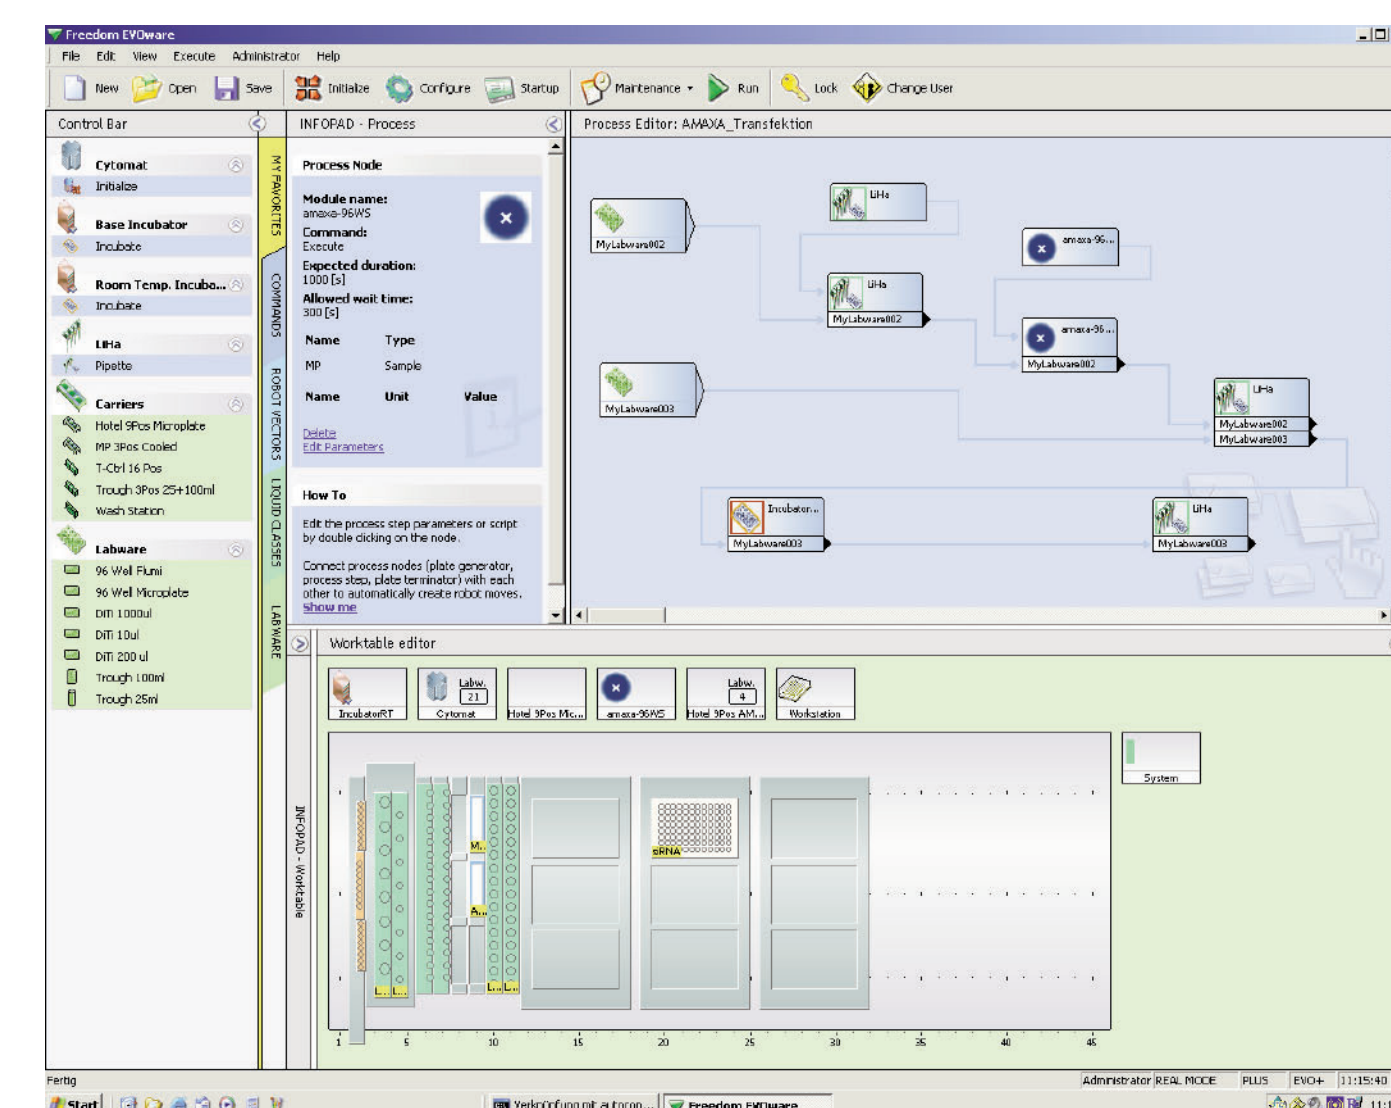 Freedom EVOware
File Edit View Execute Administrator Help
New Open Save Initialize Configure Startup Maintenance Run Lock Change User
Control Bar
Cytomat
Initialize
Base Incubator
Incubate
Room Temp. Incuba...
Incubate
LiHa
Pipette
Carriers
Hotel 9Pos Microplate
MP 3Pos Cooled
T-Ctrl 16 Pos
Trough 3Pos 25+100ml
Wash Station
Labware
96 Well Flumi
96 Well Microplate
DiTi 1000ul
DiTi 10ul
DiTi 200 ul
Trough 100ml
Trough 25ml
MY FAVORITES
COMMANDS
ROBOT VECTORS
LIQUID CLASSES
LABWARE
INFOPAD - Process
Process Node
Module name:
amaxa-96WS
Command:
Execute
Expected duration:
1000 [s]
Allowed wait time:
300 [s]
Name Type
MP Sample
Name Unit Value
Delete
Edit Parameters
How To
Edit the process step parameters or script
by double clicking on the node.
Connect process nodes (plate generator,
process step, plate terminator) with each
other to automatically create robot moves.
Show me
Process Editor: AMAXA_Transfektion
MyLabware002
LiHa
amaxa-96...
LiHa
MyLabware002
amaxa-96...
MyLabware002
MyLabware003
LiHa
MyLabware002
MyLabware003
Incubator...
MyLabware003
LiHa
MyLabware003
Worktable editor
INFOPAD - Worktable
IncubatorRT
Labw.
21
Cytomat
Hotel 9Pos Mic...
amaxa-96WS
Labw.
4
Hotel 9Pos AM...
Workstation
System
M...
siRNA
A...
L... L... L... L...
1 5 10 15 20 25 30 35 40 45
Fertig
Administrator REAL MODE PLUS EVO+ 11:15:40
Start Verknüpfung mit autorop... Freedom EVOware